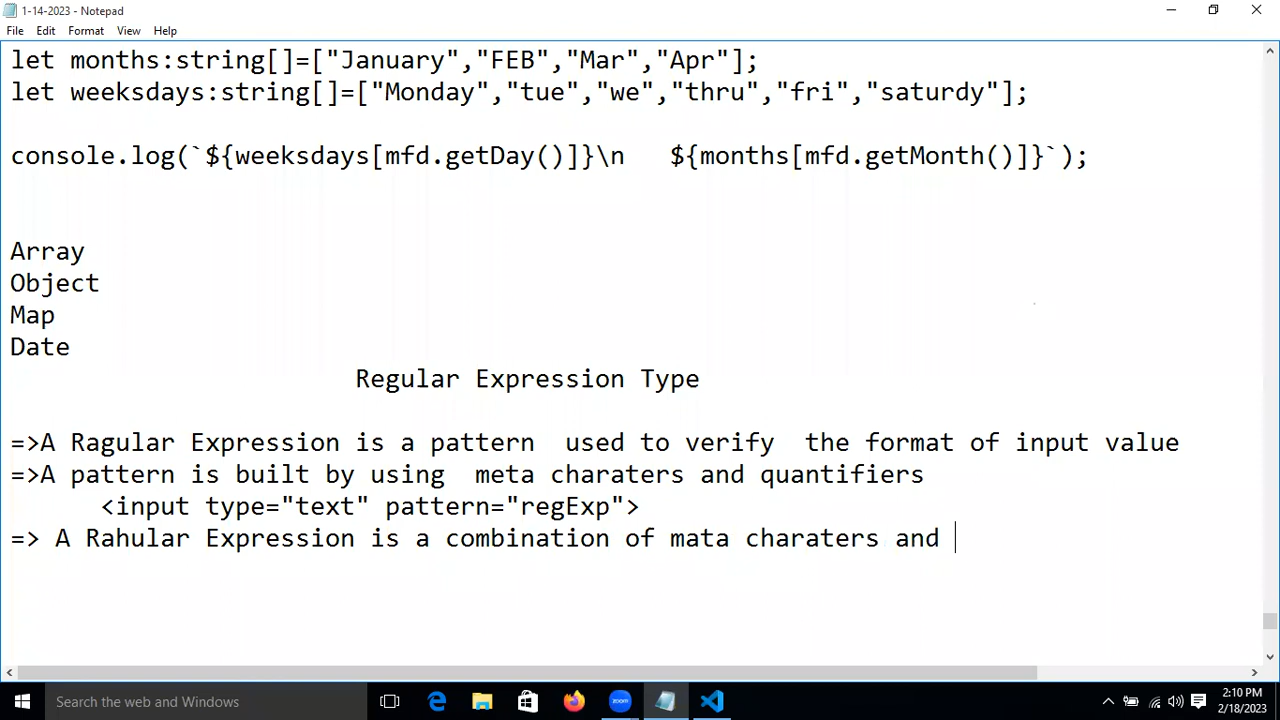 1-14-2023 - Notepad
File Edit Format View Help
let months:string[]=["January","FEB","Mar","Apr"];
let weeksdays:string[]=["Monday","tue","we","thru","fri","saturdy"];
console.log(`${weeksdays[mfd.getDay()]}\n   ${months[mfd.getMonth()]}`);
Array
Object
Map
Date
Regular Expression Type
=>A Ragular Expression is a pattern  used to verify  the format of input value
=>A pattern is built by using  meta charaters and quantifiers
<input type="text" pattern="regExp">
=> A Rahular Expression is a combination of mata charaters and
Search the web and Windows
zoom
2:10 PM
2/18/2023